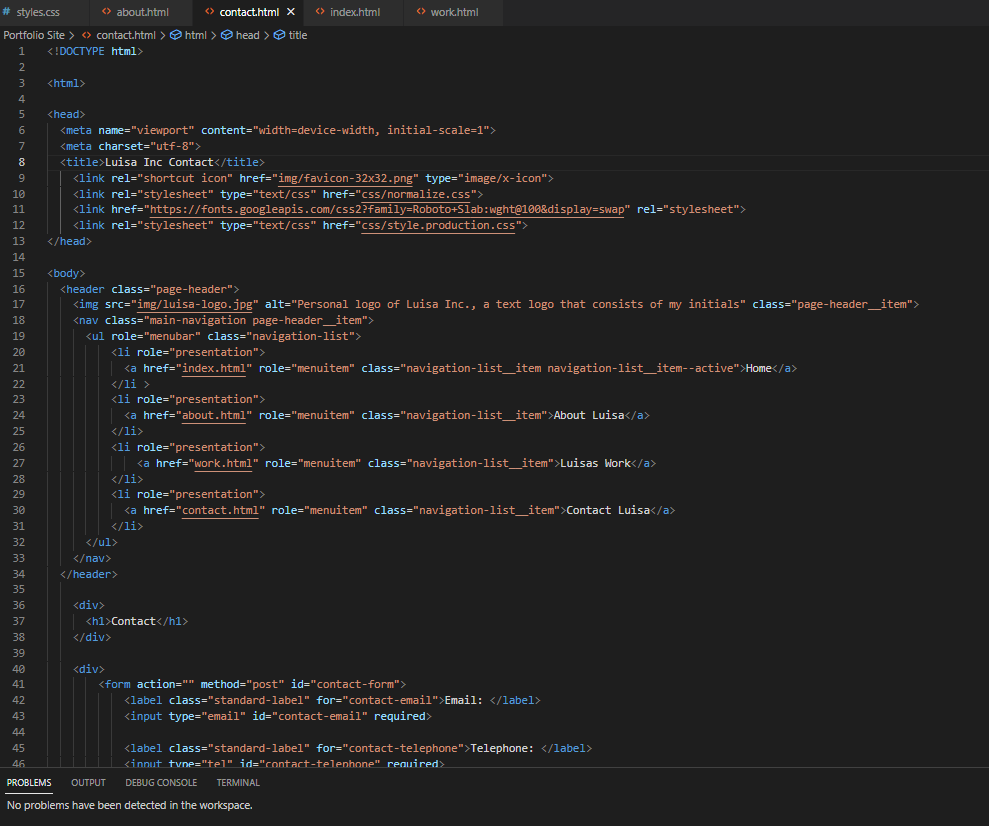 # styles.css <> about.html <> contact.html × <> index.html <> work.html
Portfolio Site > <> contact.html > html > head > title
1 <!DOCTYPE html>
2
3 <html>
4
5 <head>
6 <meta name="viewport" content="width=device-width, initial-scale=1">
7 <meta charset="utf-8">
8 <title>Luisa Inc Contact</title>
9 <link rel="shortcut icon" href="img/favicon-32x32.png" type="image/x-icon">
10 <link rel="stylesheet" type="text/css" href="css/normalize.css">
11 <link href="https://fonts.googleapis.com/css2?family=Roboto+Slab:wght@100&display=swap" rel="stylesheet">
12 <link rel="stylesheet" type="text/css" href="css/style.production.css">
13 </head>
14
15 <body>
16 <header class="page-header">
17 <img src="img/luisa-logo.jpg" alt="Personal logo of Luisa Inc., a text logo that consists of my initials" class="page-header__item">
18 <nav class="main-navigation page-header__item">
19 <ul role="menubar" class="navigation-list">
20 <li role="presentation">
21 <a href="index.html" role="menuitem" class="navigation-list__item navigation-list__item--active">Home</a>
22 </li >
23 <li role="presentation">
24 <a href="about.html" role="menuitem" class="navigation-list__item">About Luisa</a>
25 </li>
26 <li role="presentation">
27 <a href="work.html" role="menuitem" class="navigation-list__item">Luisas Work</a>
28 </li>
29 <li role="presentation">
30 <a href="contact.html" role="menuitem" class="navigation-list__item">Contact Luisa</a>
31 </li>
32 </ul>
33 </nav>
34 </header>
35
36 <div>
37 <h1>Contact</h1>
38 </div>
39
40 <div>
41 <form action="" method="post" id="contact-form">
42 <label class="standard-label" for="contact-email">Email: </label>
43 <input type="email" id="contact-email" required>
44
45 <label class="standard-label" for="contact-telephone">Telephone: </label>
46 <input type="tel" id="contact-telephone" required>
PROBLEMS OUTPUT DEBUG CONSOLE TERMINAL
No problems have been detected in the workspace.